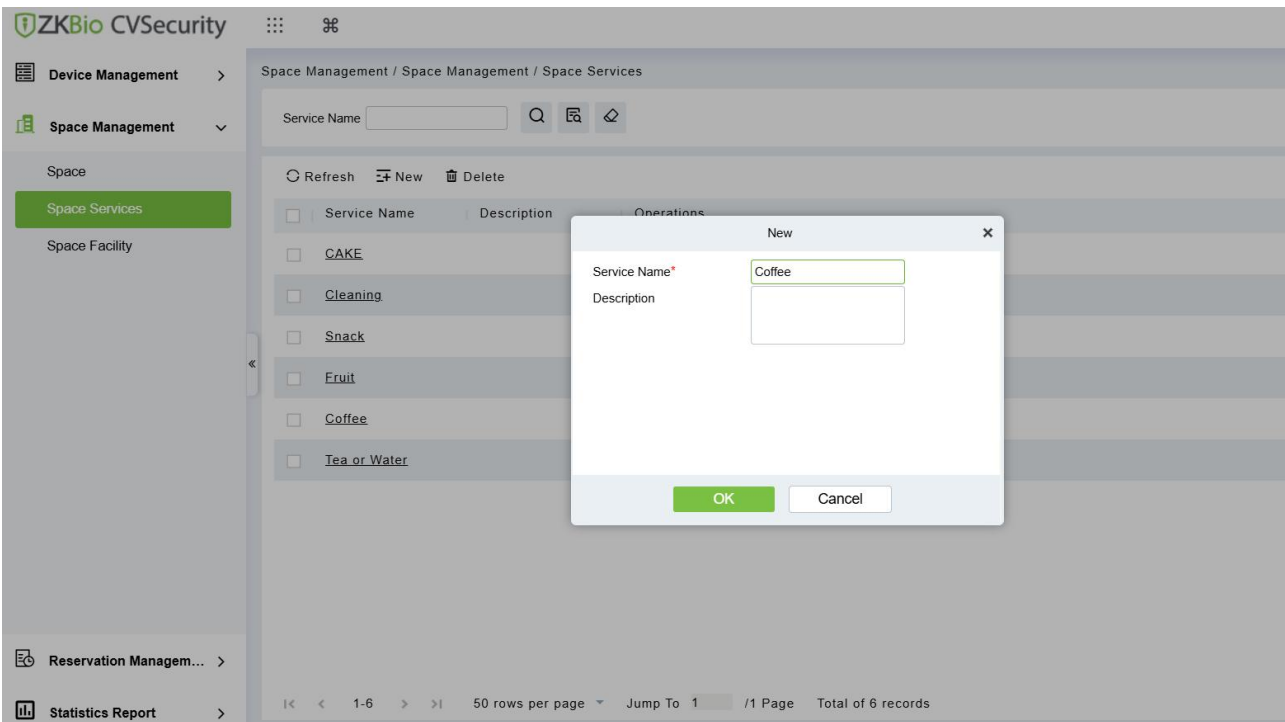 ZKBio CVSecurity
Device Management
Space Management
Space
Space Services
Space Facility
Reservation Managem...
Statistics Report
Space Management / Space Management / Space Services
Service Name
Refresh New Delete
Service Name Description Operations
CAKE
Cleaning
Snack
Fruit
Coffee
Tea or Water
New
Service Name* Coffee
Description
OK Cancel
1-6 50 rows per page Jump To 1 /1 Page Total of 6 records